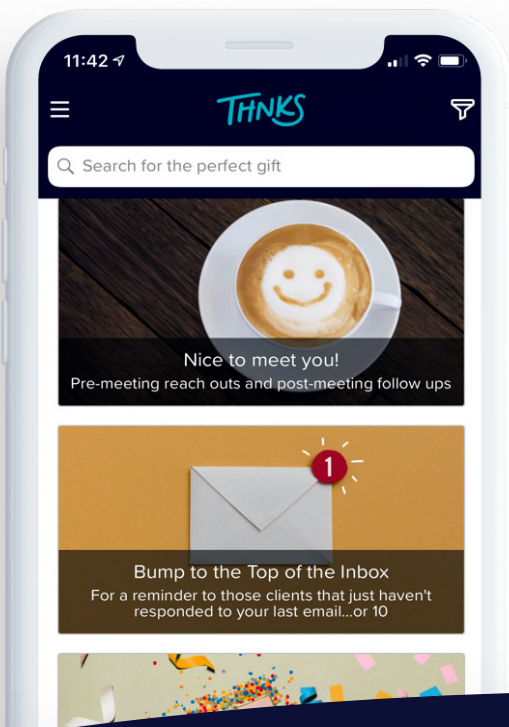 11:42
THNKS
Search for the perfect gift
Nice to meet you!
Pre-meeting reach outs and post-meeting follow ups
1
Bump to the Top of the Inbox
For a reminder to those clients that just haven't
responded to your last email...or 10